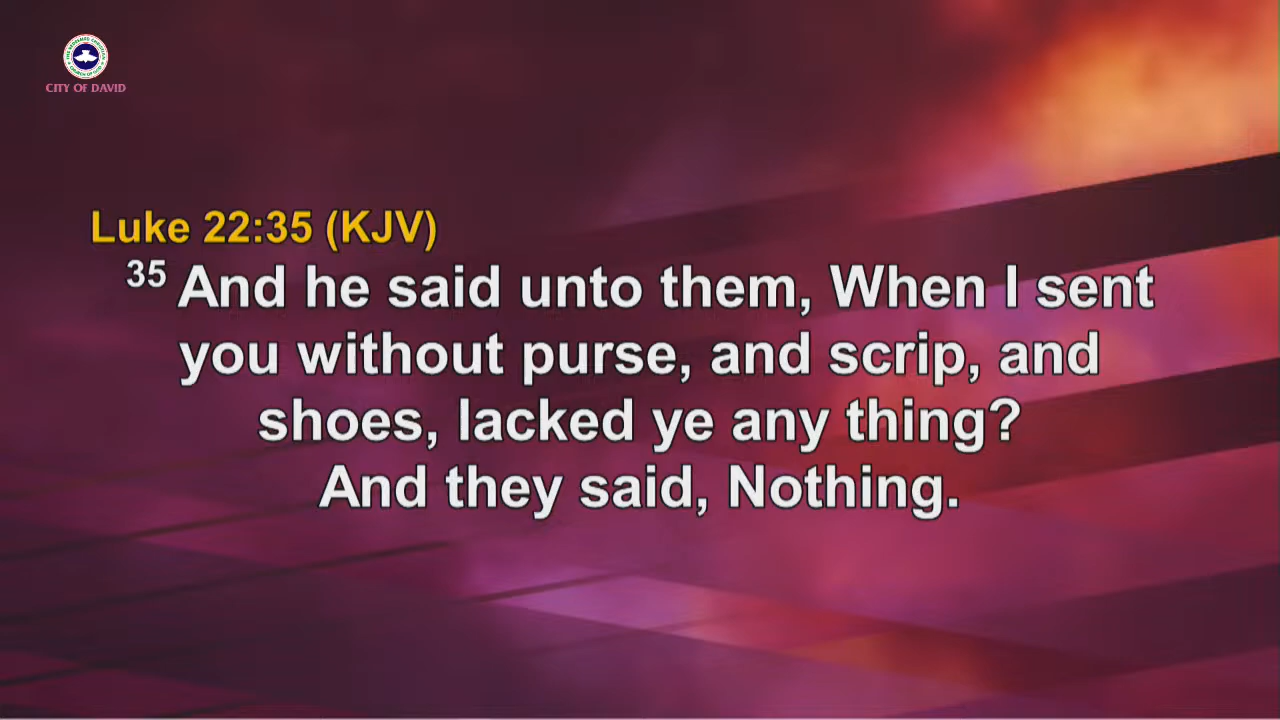 CITY OF DAVID
Luke 22:35 (KJV)
35 And he said unto them, When I sent
you without purse, and scrip, and
shoes, lacked ye any thing?
And they said, Nothing.